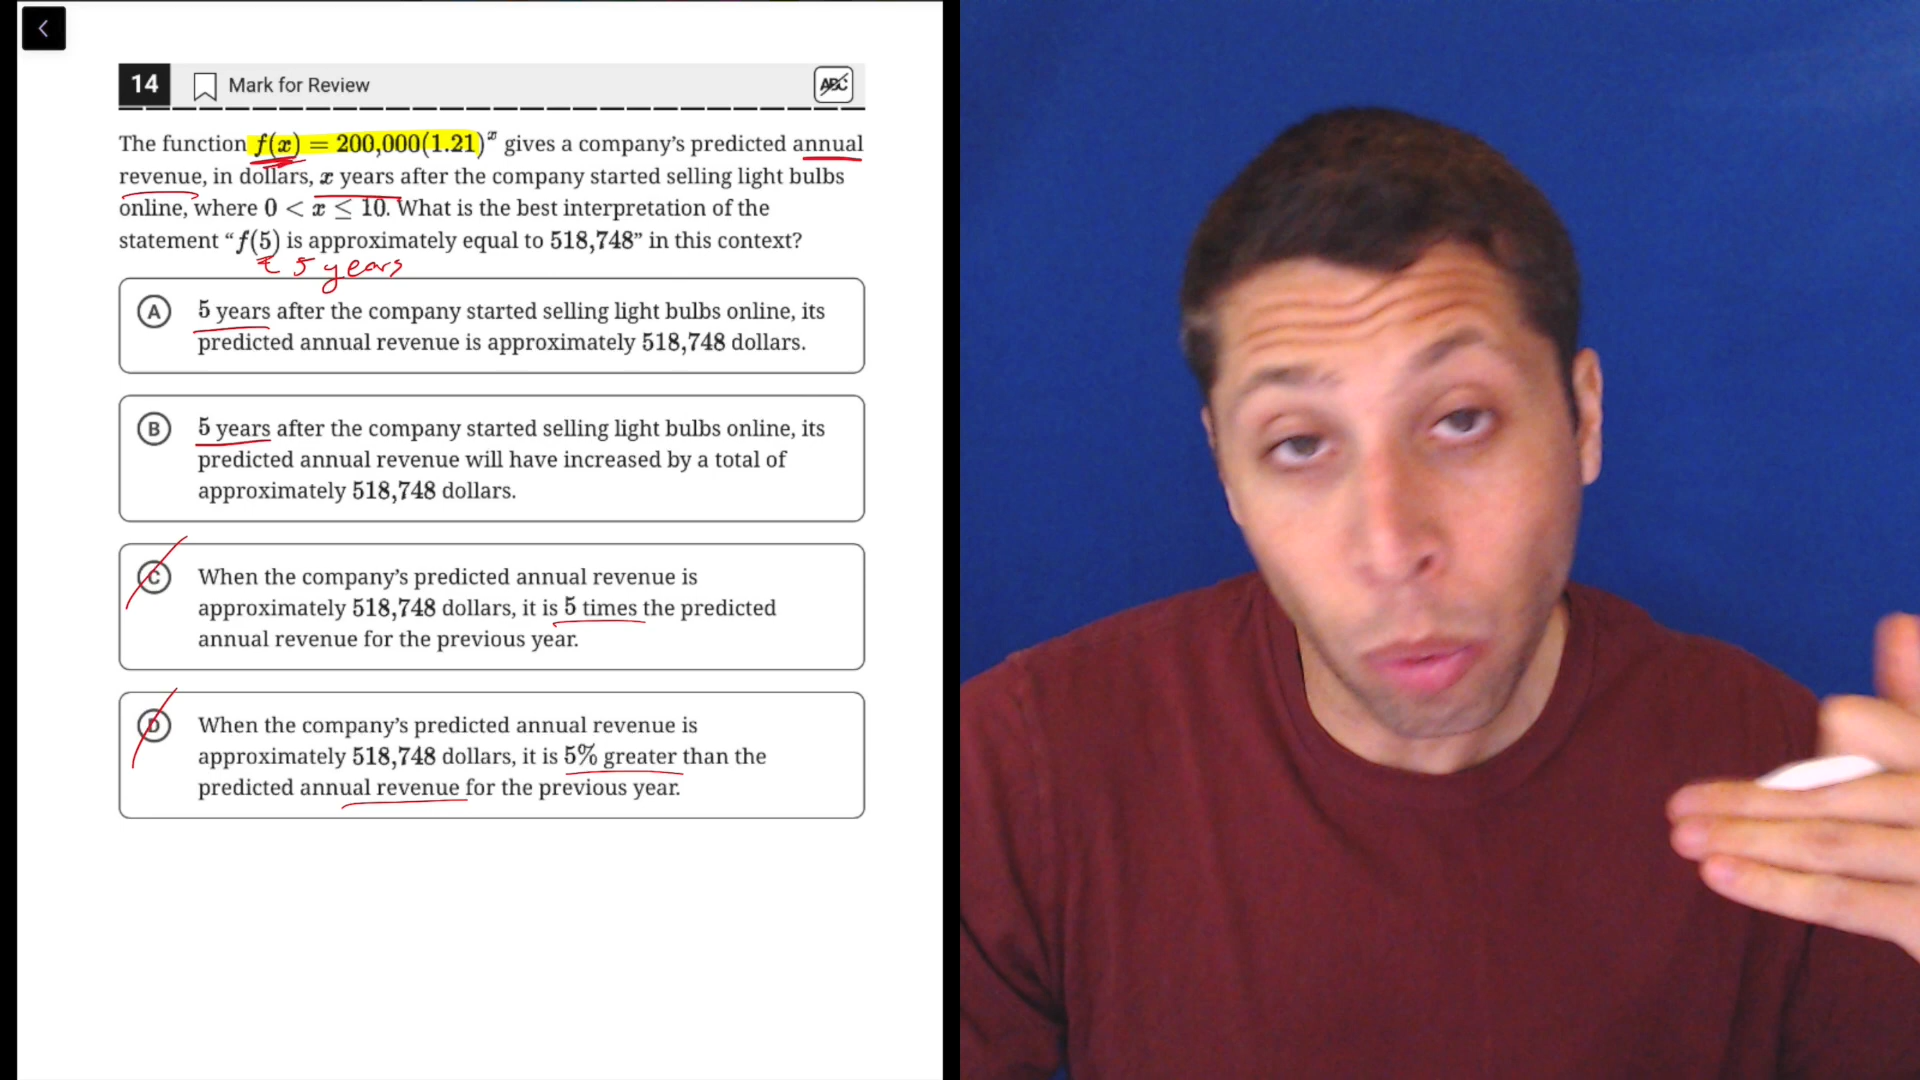 14 Mark for Review ABC
The function f(x) = 200,000(1.21)^x gives a company's predicted annual
revenue, in dollars, x years after the company started selling light bulbs
online, where 0 < x ≤ 10. What is the best interpretation of the
statement “f(5) is approximately equal to 518,748” in this context?
5 years
A 5 years after the company started selling light bulbs online, its
predicted annual revenue is approximately 518,748 dollars.
B 5 years after the company started selling light bulbs online, its
predicted annual revenue will have increased by a total of
approximately 518,748 dollars.
C When the company's predicted annual revenue is
approximately 518,748 dollars, it is 5 times the predicted
annual revenue for the previous year.
D When the company's predicted annual revenue is
approximately 518,748 dollars, it is 5% greater than the
predicted annual revenue for the previous year.